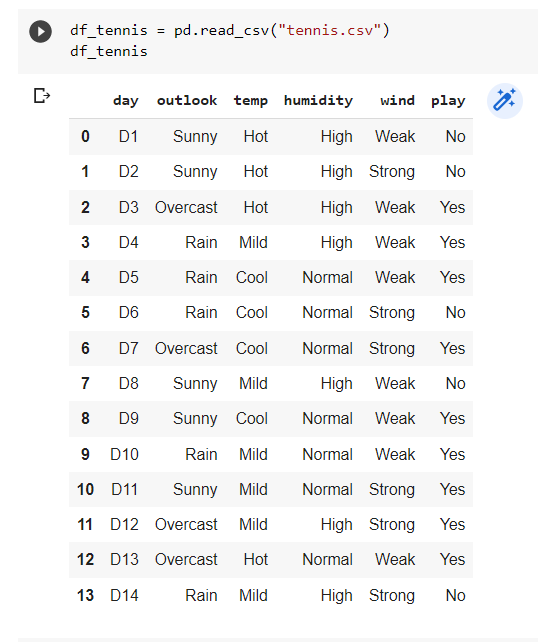 df_tennis = pd.read_csv("tennis.csv")
df_tennis
day outlook temp humidity wind play
0 D1 Sunny Hot High Weak No
1 D2 Sunny Hot High Strong No
2 D3 Overcast Hot High Weak Yes
3 D4 Rain Mild High Weak Yes
4 D5 Rain Cool Normal Weak Yes
5 D6 Rain Cool Normal Strong No
6 D7 Overcast Cool Normal Strong Yes
7 D8 Sunny Mild High Weak No
8 D9 Sunny Cool Normal Weak Yes
9 D10 Rain Mild Normal Weak Yes
10 D11 Sunny Mild Normal Strong Yes
11 D12 Overcast Mild High Strong Yes
12 D13 Overcast Hot Normal Weak Yes
13 D14 Rain Mild High Strong No